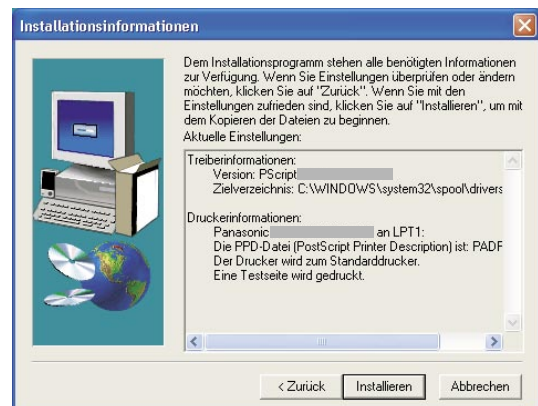 Installationsinformationen
Dem Installationsprogramm stehen alle benötigten Informationen
zur Verfügung. Wenn Sie Einstellungen überprüfen oder ändern
möchten, klicken Sie auf "Zurück". Wenn Sie mit den
Einstellungen zufrieden sind, klicken Sie auf "Installieren", um mit
dem Kopieren der Dateien zu beginnen.
Aktuelle Einstellungen:
Treiberinformationen:
Version: PScript
Zielverzeichnis: C:\WINDOWS\system32\spool\drivers
Druckerinformationen:
Panasonic an LPT1:
Die PPD-Datei (PostScript Printer Description) ist: PADF
Der Drucker wird zum Standarddrucker.
Eine Testseite wird gedruckt.
< Zurück Installieren Abbrechen